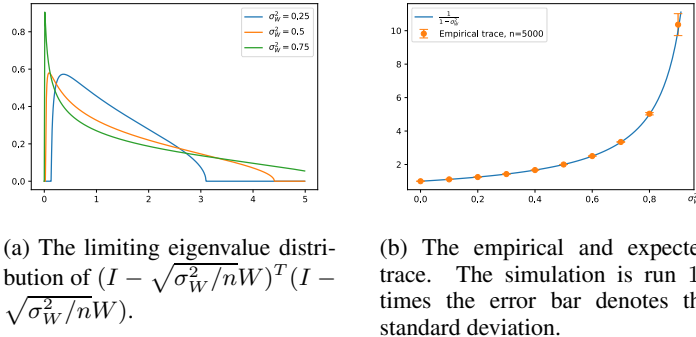 σ²_W = 0,25
σ²_W = 0.5
σ²_W = 0.75
0.8
0.6
0.4
0.2
0.0
0 1 2 3 4 5
1/(1−σ²_W)
Empirical trace, n=5000
10
8
6
4
2
0.0 0.2 0.4 0.6 0.8
(a) The limiting eigenvalue distri-
bution of (I − √σ²_W/n W)^T (I −
√σ²_W/n W).
(b) The empirical and
trace. The simulation is run
times the error bar denotes
standard deviation.